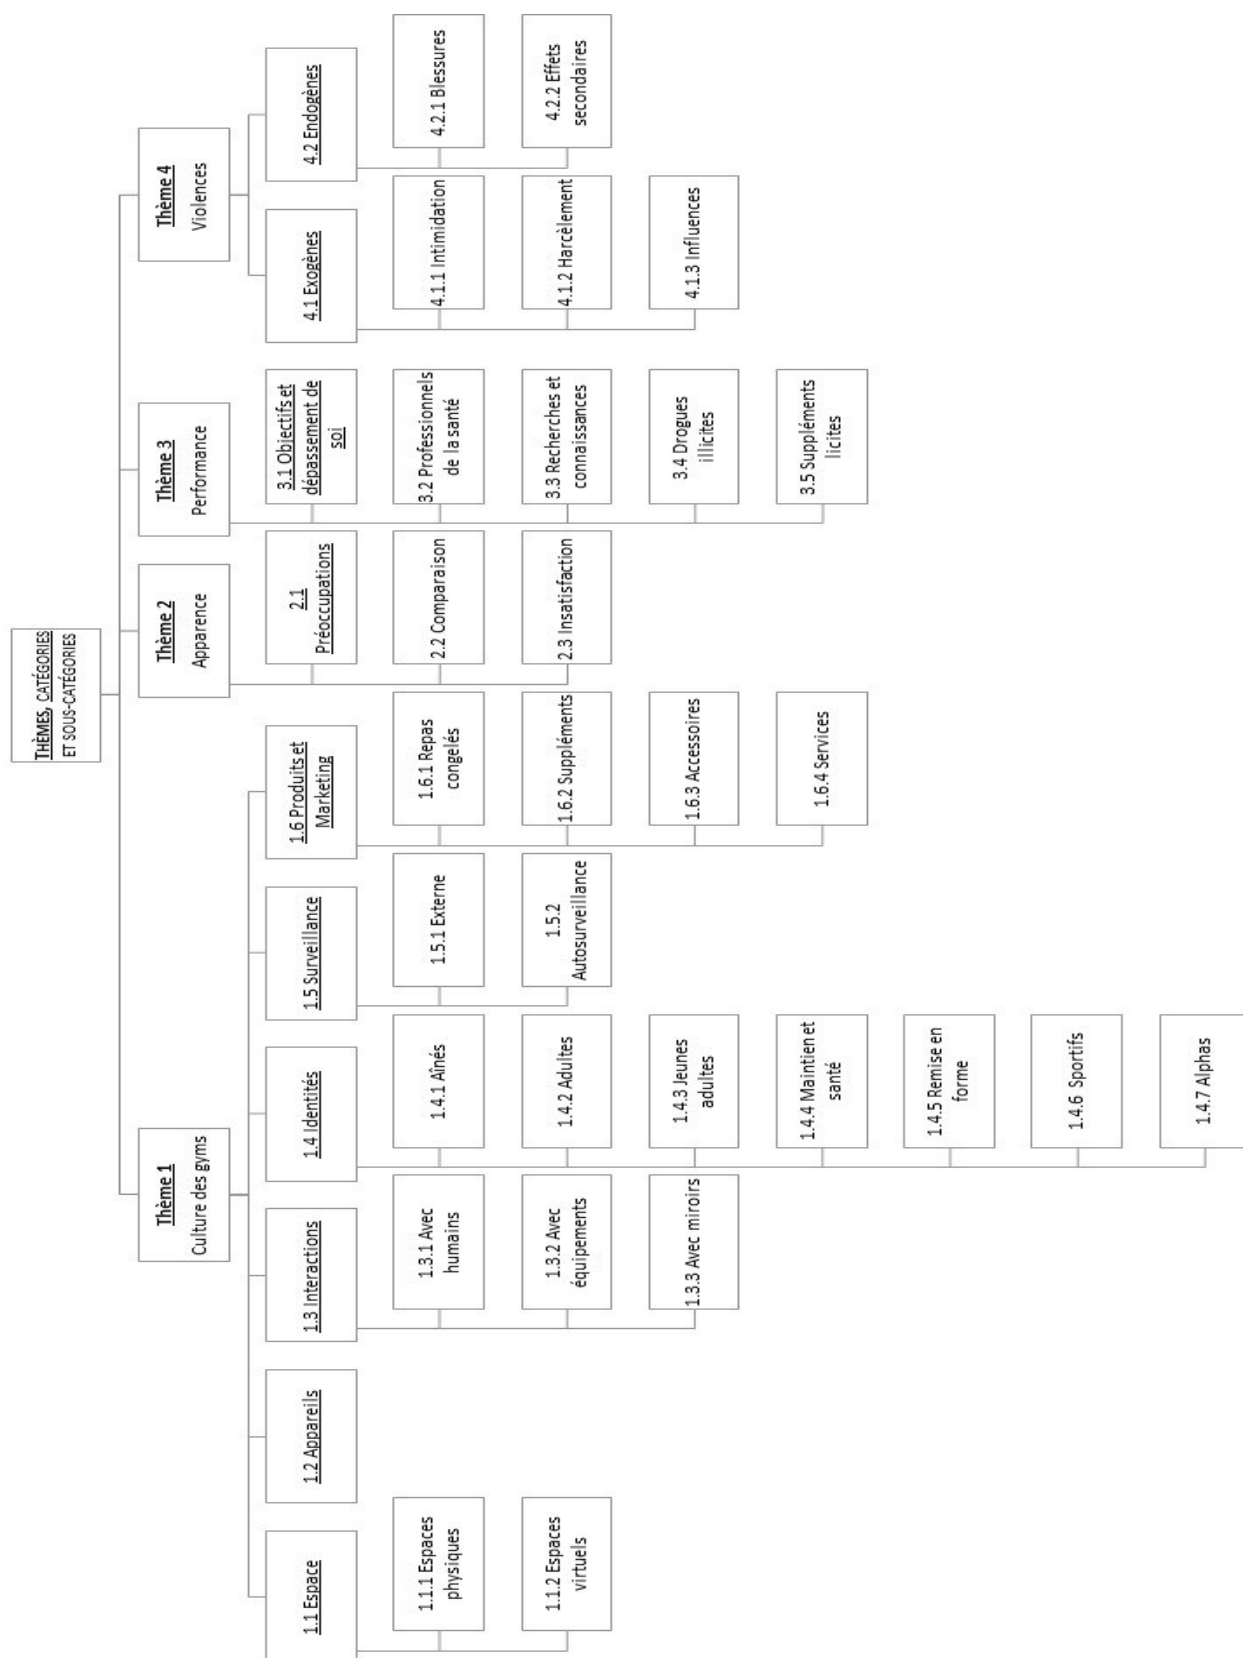 THÈMES, CATÉGORIES
ET SOUS-CATÉGORIES
Thème 1
Culture des gyms
1.1 Espace
1.1.1 Espaces
physiques
1.1.2 Espaces
virtuels
1.2 Appareils
1.3 Interactions
1.3.1 Avec
humains
1.3.2 Avec
équipements
1.3.3 Avec miroirs
1.4 Identités
1.4.1 Aînés
1.4.2 Adultes
1.4.3 Jeunes
adultes
1.4.4 Maintien et
santé
1.4.5 Remise en
forme
1.4.6 Sportifs
1.4.7 Alphas
1.5 Surveillance
1.5.1 Externe
1.5.2
Autosurveillance
1.6 Produits et
Marketing
1.6.1 Repas
congelés
1.6.2 Suppléments
1.6.3 Accessoires
1.6.4 Services
Thème 2
Apparence
2.1
Préoccupations
2.2 Comparaison
2.3 Insatisfaction
Thème 3
Performance
3.1 Objectifs et
dépassement de
soi
3.2 Professionnels
de la santé
3.3 Recherches et
connaissances
3.4 Drogues
illicites
3.5 Suppléments
licites
Thème 4
Violences
4.1 Exogènes
4.1.1 Intimidation
4.1.2 Harcèlement
4.1.3 Influences
4.2 Endogènes
4.2.1 Blessures
4.2.2 Effets
secondaires